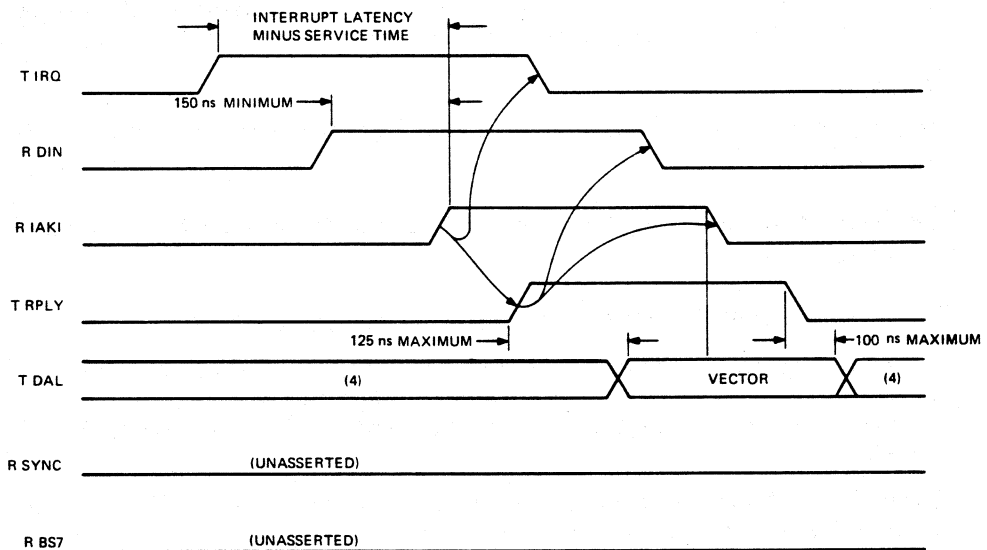 INTERRUPT LATENCY
MINUS SERVICE TIME
T IRQ
150 ns MINIMUM
R DIN
R IAKI
T RPLY
125 ns MAXIMUM
100 ns MAXIMUM
T DAL
(4)
VECTOR
(4)
R SYNC
(UNASSERTED)
R BS7
(UNASSERTED)